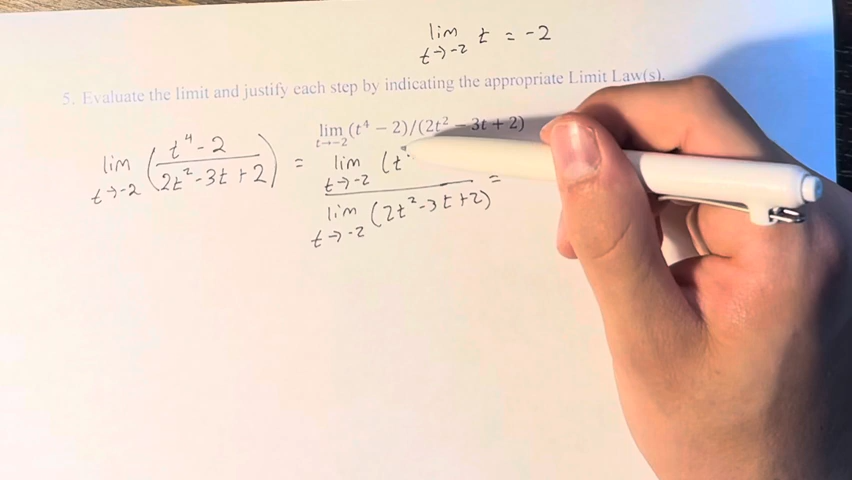 lim t→-2 t = -2
5. Evaluate the limit and justify each step by indicating the appropriate Limit Law(s).
lim t→-2 (t⁴ − 2)/(2t² − 3t + 2)
lim t→-2 (t⁴-2 / 2t²-3t+2) = lim t→-2 (t / lim t→-2 (2t²-3t+2) =